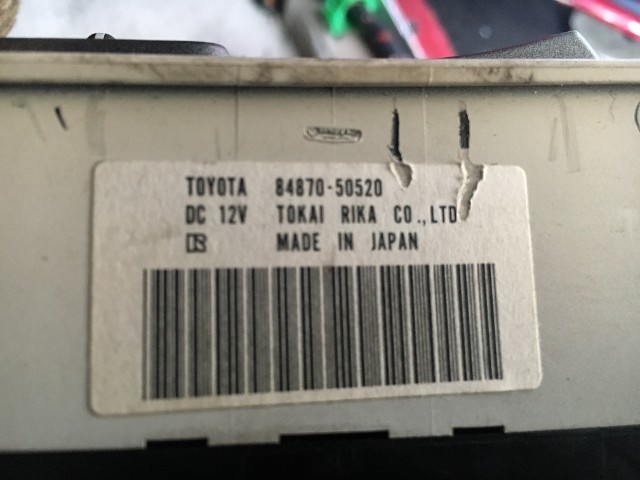 TOYOTA 84870-50520
DC 12V TOKAI RIKA CO.,LTD
MADE IN JAPAN